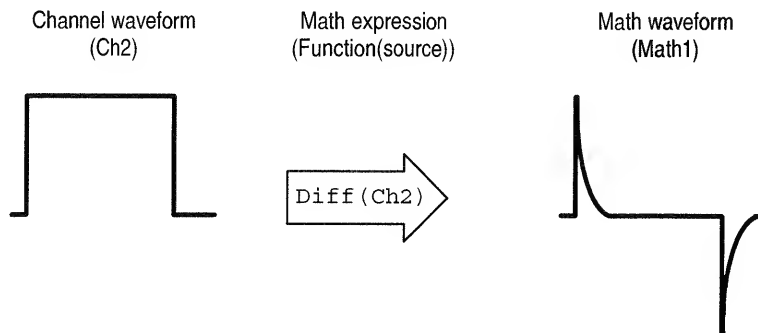 Channel waveform
(Ch2)
Math expression
(Function(source))
Math waveform
(Math1)
Diff(Ch2)